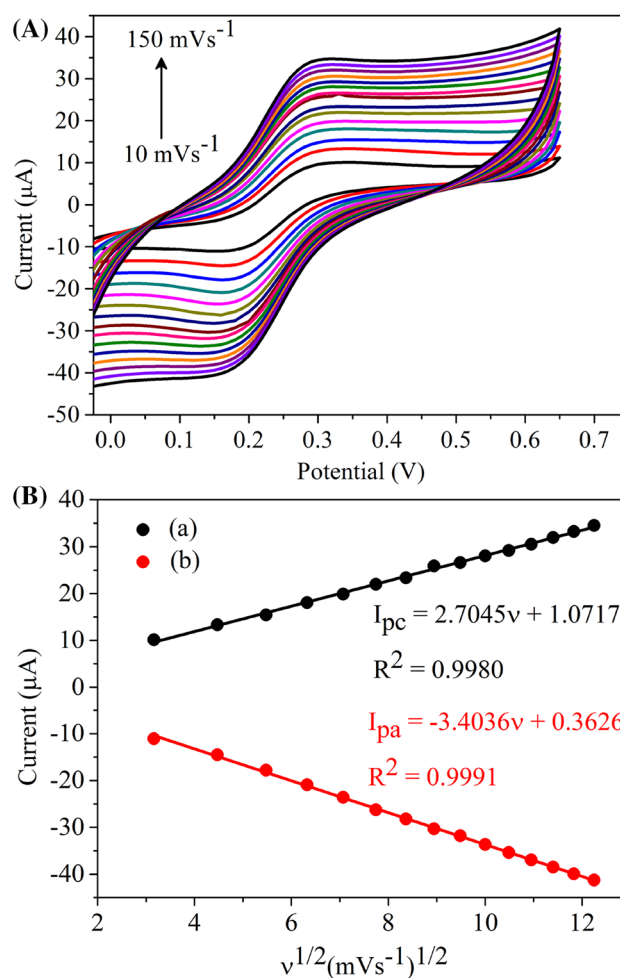 (A)
40
30
20
10
0
-10
-20
-30
-40
-50
Current (μA)
150 mVs⁻¹
10 mVs⁻¹
0.0 0.1 0.2 0.3 0.4 0.5 0.6 0.7
Potential (V)
(B)
40
30
20
10
0
-10
-20
-30
-40
Current (μA)
(a)
(b)
I_pc = 2.7045ν + 1.0717
R² = 0.9980
I_pa = -3.4036ν + 0.3626
R² = 0.9991
2 4 6 8 10 12
ν^1/2(mVs⁻¹)^1/2